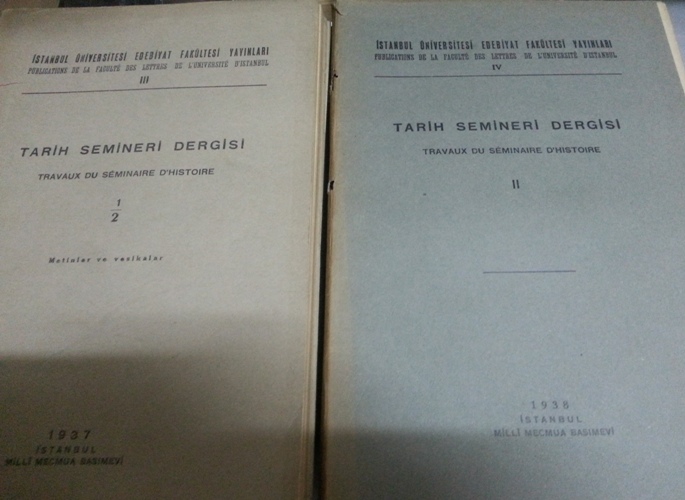 İSTANBUL ÜNİVERSİTESİ EDEBİYAT FAKÜLTESİ YAYINLARI
PUBLICATIONS DE LA FACULTÉ DES LETTRES DE L'UNIVERSITÉ D'ISTANBUL
III
TARİH SEMİNERİ DERGİSİ
TRAVAUX DU SÉMINAIRE D'HISTOIRE
1
2
Metinler ve vesikalar
1937
İSTANBUL
MİLLÎ MECMUA BASIMEVİ
İSTANBUL ÜNİVERSİTESİ EDEBİYAT FAKÜLTESİ YAYINLARI
PUBLICATIONS DE LA FACULTÉ DES LETTRES DE L'UNIVERSITÉ D'ISTANBUL
IV
TARİH SEMİNERİ DERGİSİ
TRAVAUX DU SÉMINAIRE D'HISTOIRE
II
1938
İSTANBUL
MİLLÎ MECMUA BASIMEVİ